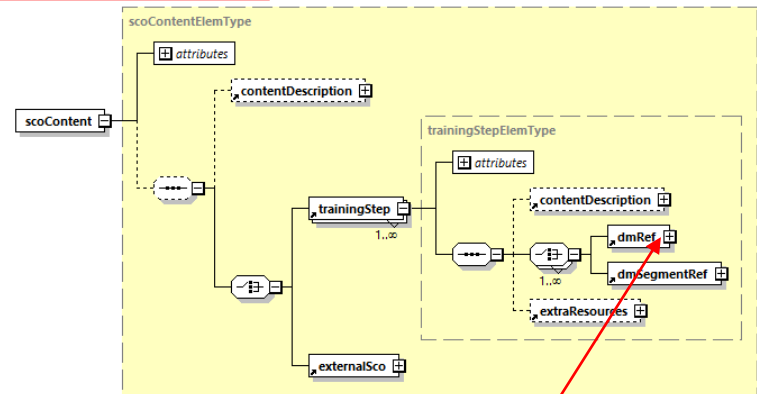 scoContentElemType
attributes
contentDescription
scoContent
trainingStepElemType
attributes
contentDescription
trainingStep
1..∞
dmRef
dmSegmentRef
1..∞
extraResources
externalSco